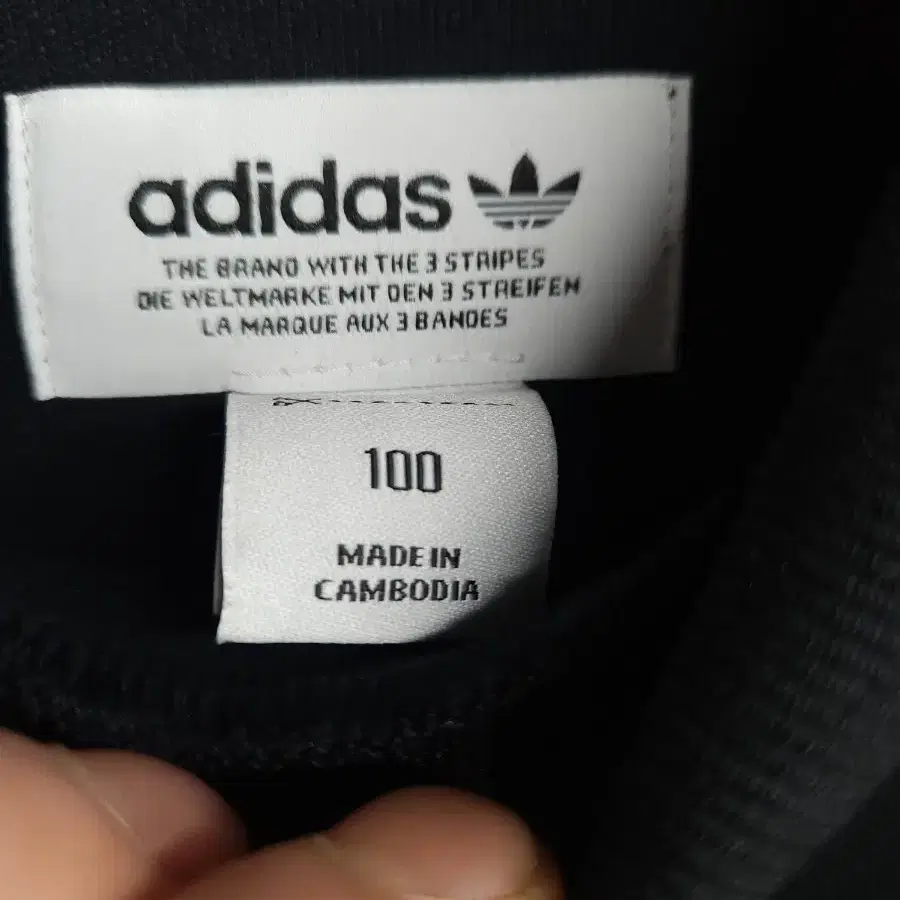 adidas
THE BRAND WITH THE 3 STRIPES
DIE WELTMARKE MIT DEN 3 STREIFEN
LA MARQUE AUX 3 BANDES
100
MADE IN
CAMBODIA